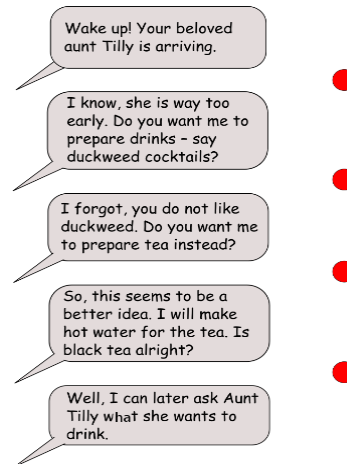 Wake up! Your beloved
aunt Tilly is arriving.
I know, she is way too
early. Do you want me to
prepare drinks – say
duckweed cocktails?
I forgot, you do not like
duckweed. Do you want me
to prepare tea instead?
So, this seems to be a
better idea. I will make
hot water for the tea. Is
black tea alright?
Well, I can later ask Aunt
Tilly what she wants to
drink.